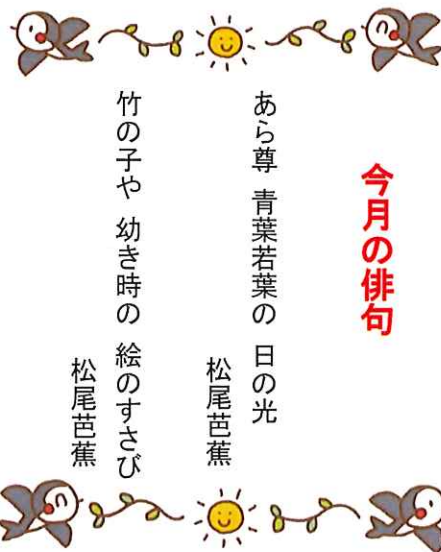 今月の俳句
あら尊 青葉若葉の 日の光
松尾芭蕉
竹の子や 幼き時の 絵のすさび
松尾芭蕉